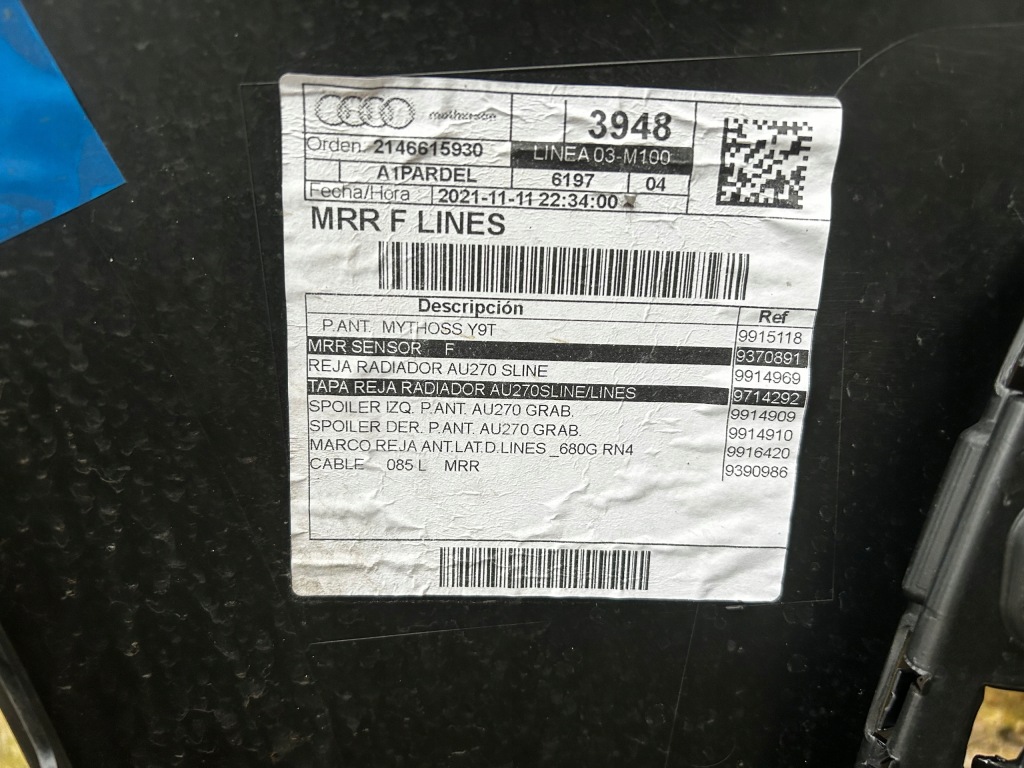 motherson
3948
Orden. 2146615930
LINEA 03-M100
A1PARDEL
6197
04
Fecha/Hora 2021-11-11 22:34:00
MRR F LINES
Descripción Ref
P.ANT. MYTHOSS Y9T 9915118
MRR SENSOR F 9370891
REJA RADIADOR AU270 SLINE 9914969
TAPA REJA RADIADOR AU270SLINE/LINES 9714292
SPOILER IZQ. P.ANT. AU270 GRAB. 9914909
SPOILER DER. P.ANT. AU270 GRAB. 9914910
MARCO REJA ANT.LAT.D.LINES _680G RN4 9916420
CABLE 085 L MRR 9390986